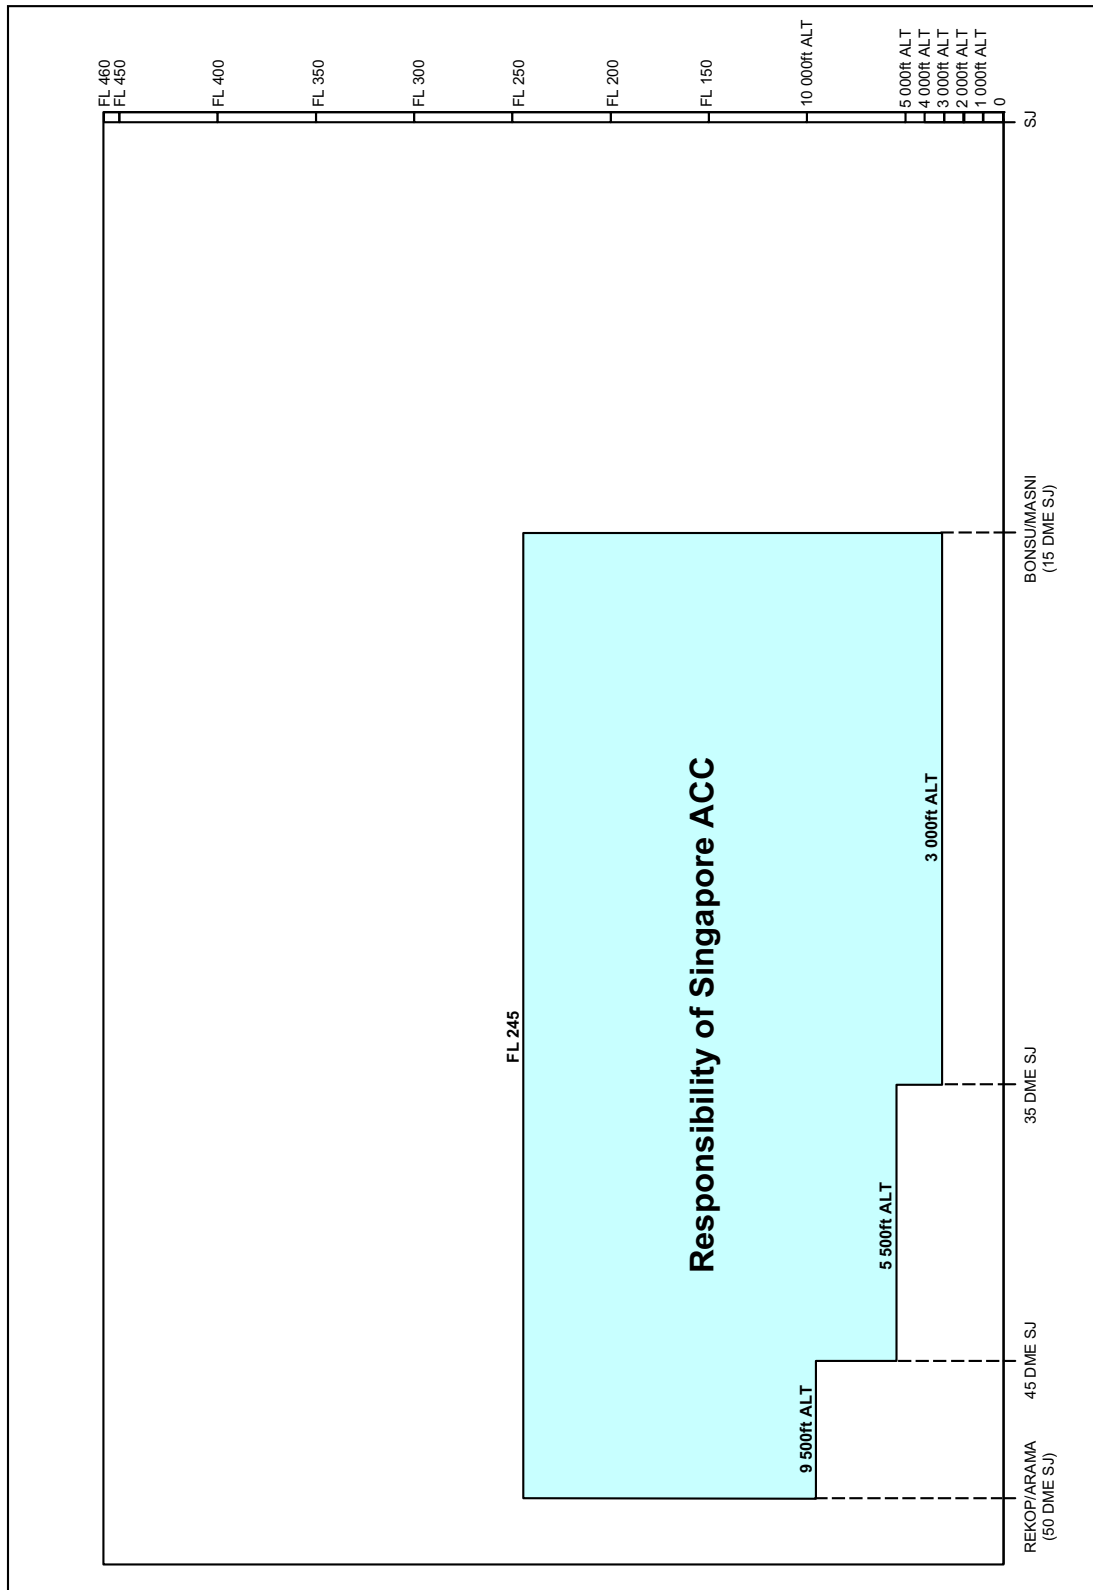 FL 460
FL 450
FL 400
FL 350
FL 300
FL 250
FL 200
FL 150
10 000ft ALT
5 000ft ALT
4 000ft ALT
3 000ft ALT
2 000ft ALT
1 000ft ALT
0
FL 245
Responsibility of Singapore ACC
9 500ft ALT
5 500ft ALT
3 000ft ALT
REKOP/ARAMA
(50 DME SJ)
45 DME SJ
35 DME SJ
BONSU/MASNI
(15 DME SJ)
SJ